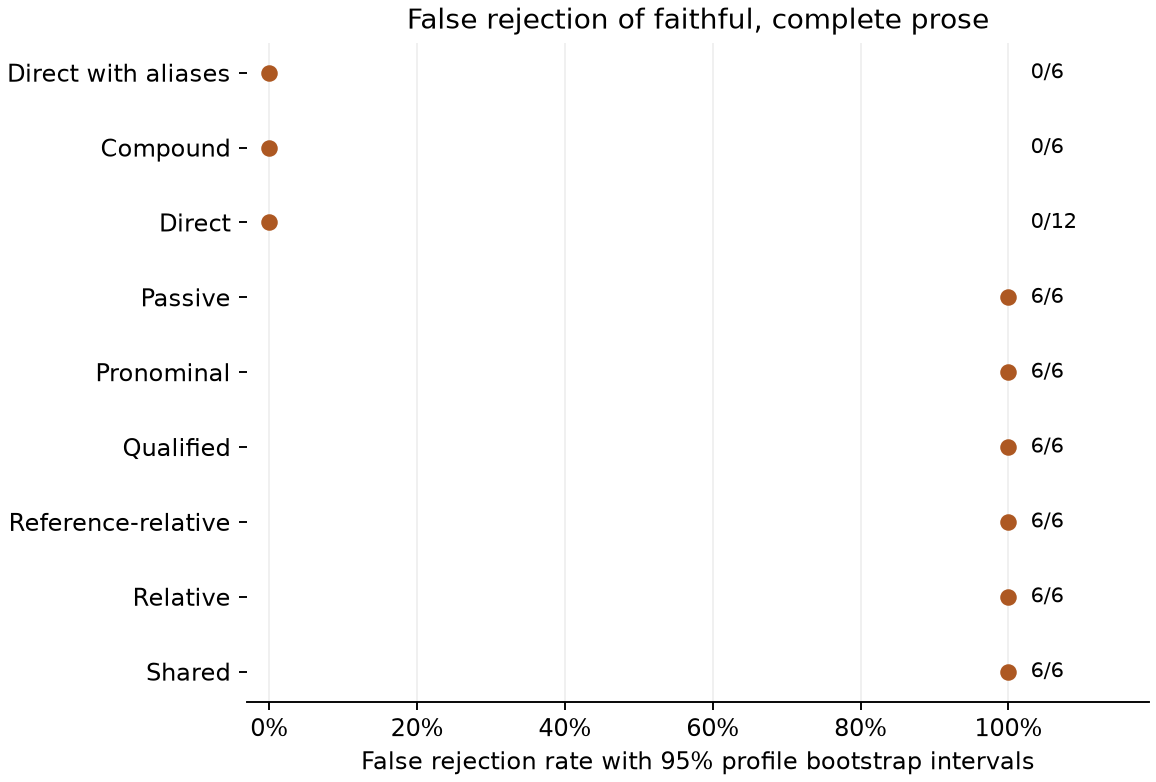 False rejection of faithful, complete prose
Direct with aliases 0/6
Compound 0/6
Direct 0/12
Passive 6/6
Pronominal 6/6
Qualified 6/6
Reference-relative 6/6
Relative 6/6
Shared 6/6
0% 20% 40% 60% 80% 100%
False rejection rate with 95% profile bootstrap intervals